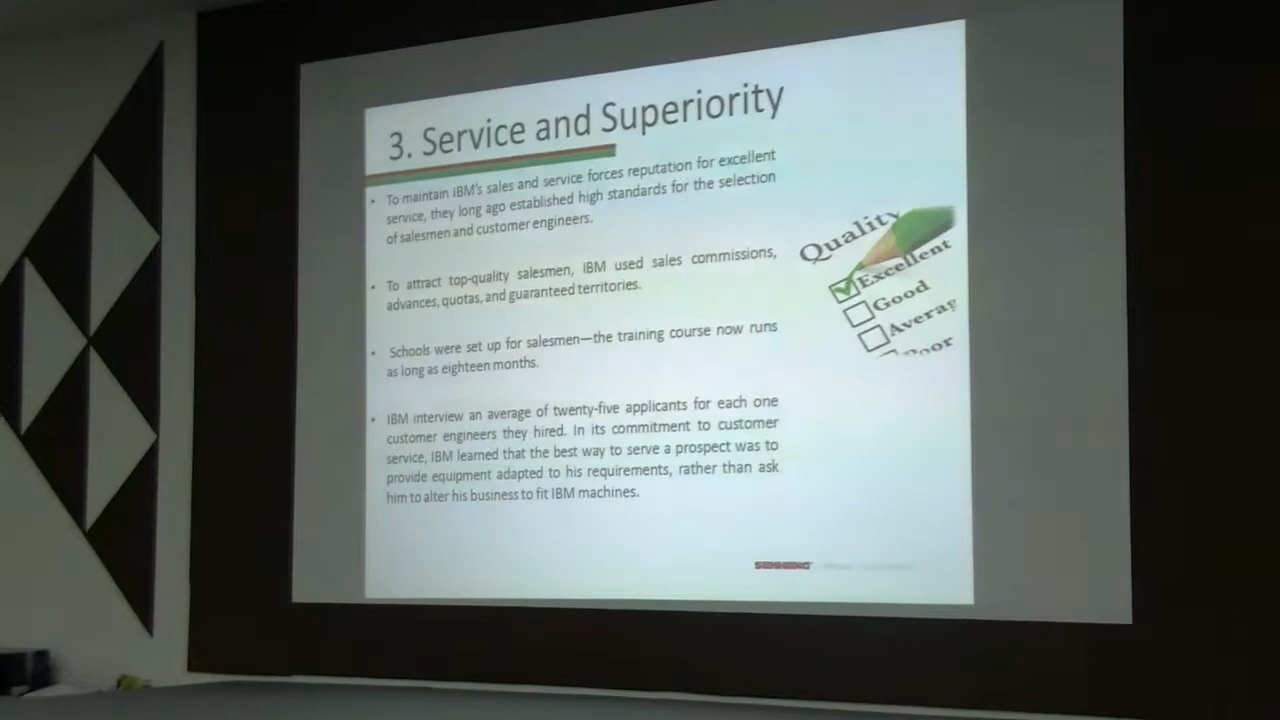 3. Service and Superiority
• To maintain IBM's sales and service forces reputation for excellent
service, they long ago established high standards for the selection
of salesmen and customer engineers.
• To attract top-quality salesmen, IBM used sales commissions,
advances, quotas, and guaranteed territories.
• Schools were set up for salesmen—the training course now runs
as long as eighteen months.
• IBM interview an average of twenty-five applicants for each one
customer engineers they hired. In its commitment to customer
service, IBM learned that the best way to serve a prospect was to
provide equipment adapted to his requirements, rather than ask
him to alter his business to fit IBM machines.
Quality
Excellent
Good
Averag